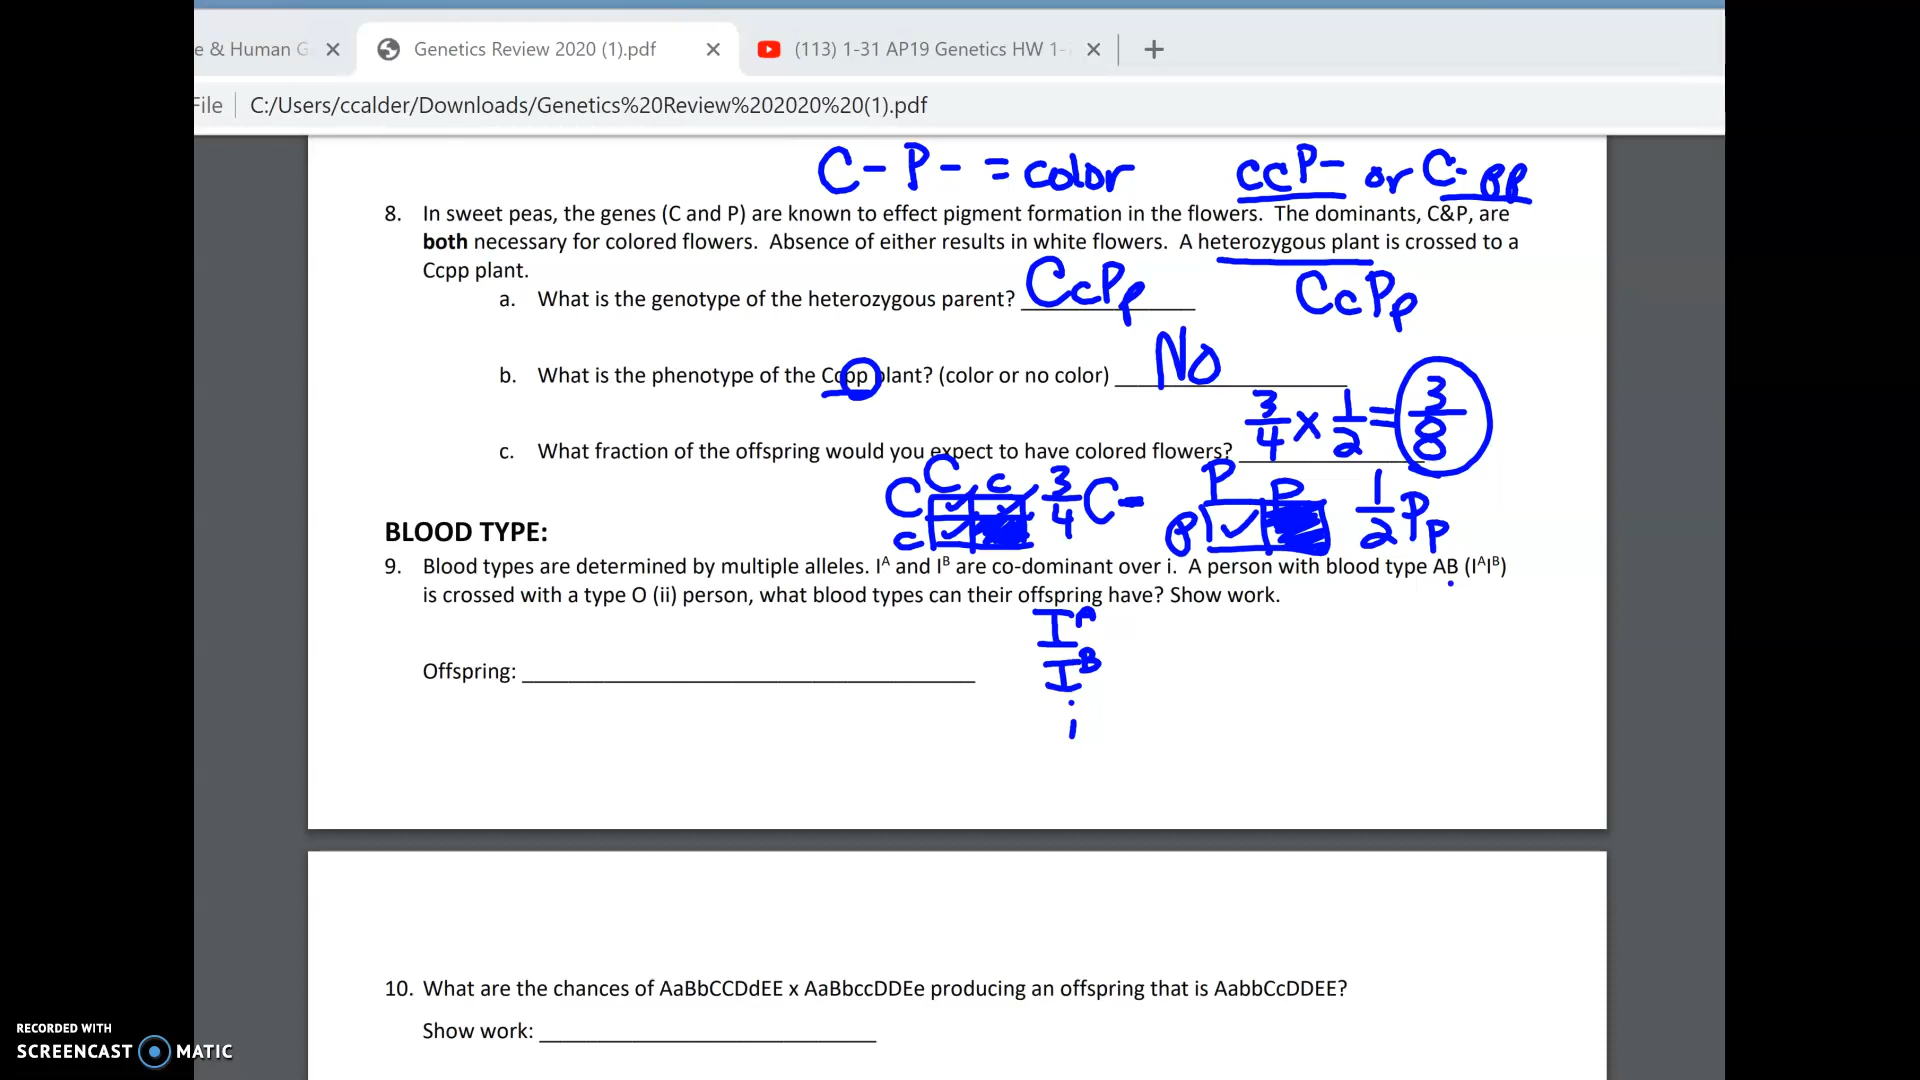 e & Human G
Genetics Review 2020 (1).pdf
(113) 1-31 AP19 Genetics HW 1-
File C:/Users/ccalder/Downloads/Genetics%20Review%202020%20(1).pdf
C - P - = color ccP- or C- pp
8. In sweet peas, the genes (C and P) are known to effect pigment formation in the flowers. The dominants, C&P, are
both necessary for colored flowers. Absence of either results in white flowers. A heterozygous plant is crossed to a
Ccpp plant.
CcPp
a. What is the genotype of the heterozygous parent? CcPp
b. What is the phenotype of the Ccpp plant? (color or no color) No
3/4 x 1/2 = 3/8
c. What fraction of the offspring would you expect to have colored flowers?
C c P p
C 3/4 C-
c p 1/2 Pp
BLOOD TYPE:
9. Blood types are determined by multiple alleles. Iᴬ and Iᴮ are co-dominant over i. A person with blood type AB (IᴬIᴮ)
is crossed with a type O (ii) person, what blood types can their offspring have? Show work.
Iᴬ
Iᴮ
i
Offspring:
10. What are the chances of AaBbCCDdEE x AaBbccDDEe producing an offspring that is AabbCcDDEE?
Show work:
RECORDED WITH
SCREENCAST MATIC